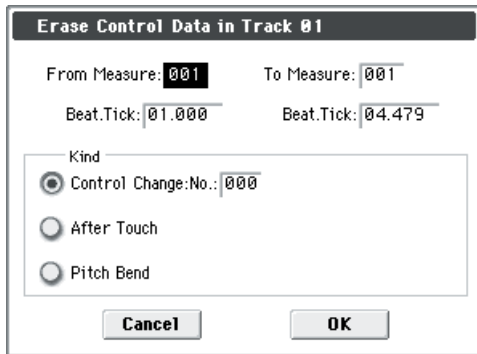 Erase Control Data in Track 01
From Measure: 001 To Measure: 001
Beat.Tick: 01.000 Beat.Tick: 04.479
Kind
Control Change:No.: 000
After Touch
Pitch Bend
Cancel OK